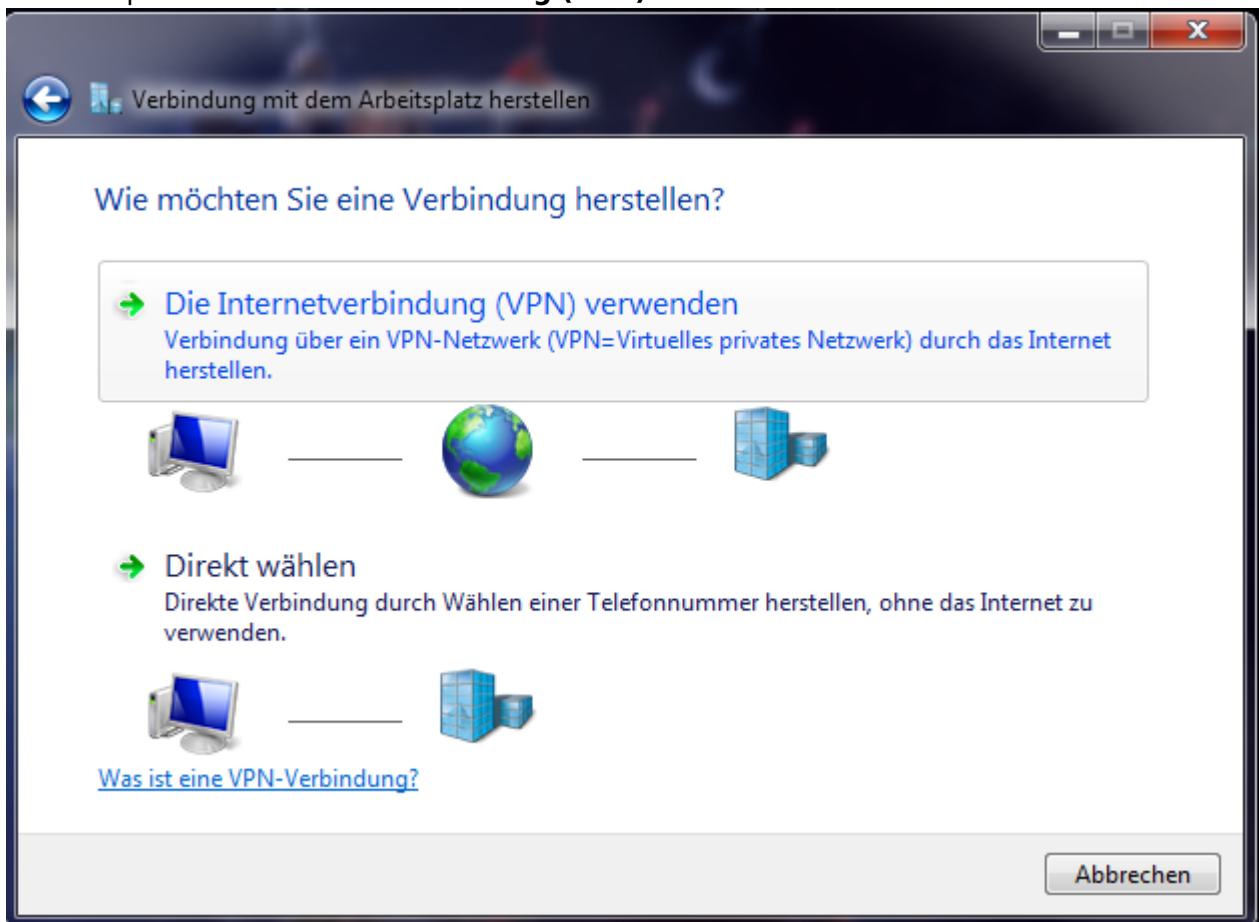 Verbindung mit dem Arbeitsplatz herstellen
Wie möchten Sie eine Verbindung herstellen?
Die Internetverbindung (VPN) verwenden
Verbindung über ein VPN-Netzwerk (VPN=Virtuelles privates Netzwerk) durch das Internet
herstellen.
Direkt wählen
Direkte Verbindung durch Wählen einer Telefonnummer herstellen, ohne das Internet zu
verwenden.
Was ist eine VPN-Verbindung?
Abbrechen